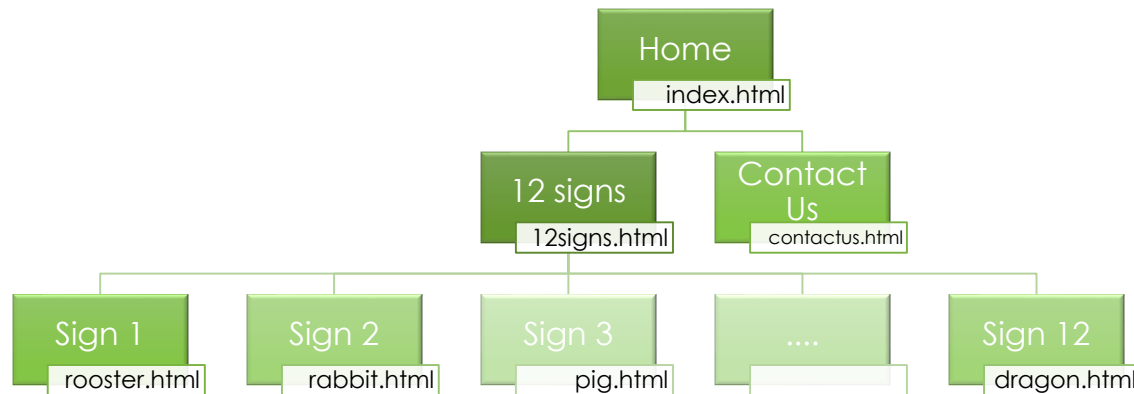 Home
index.html
12 signs
12signs.html
Contact
Us
contactus.html
Sign 1
rooster.html
Sign 2
rabbit.html
Sign 3
pig.html
....
Sign 12
dragon.html